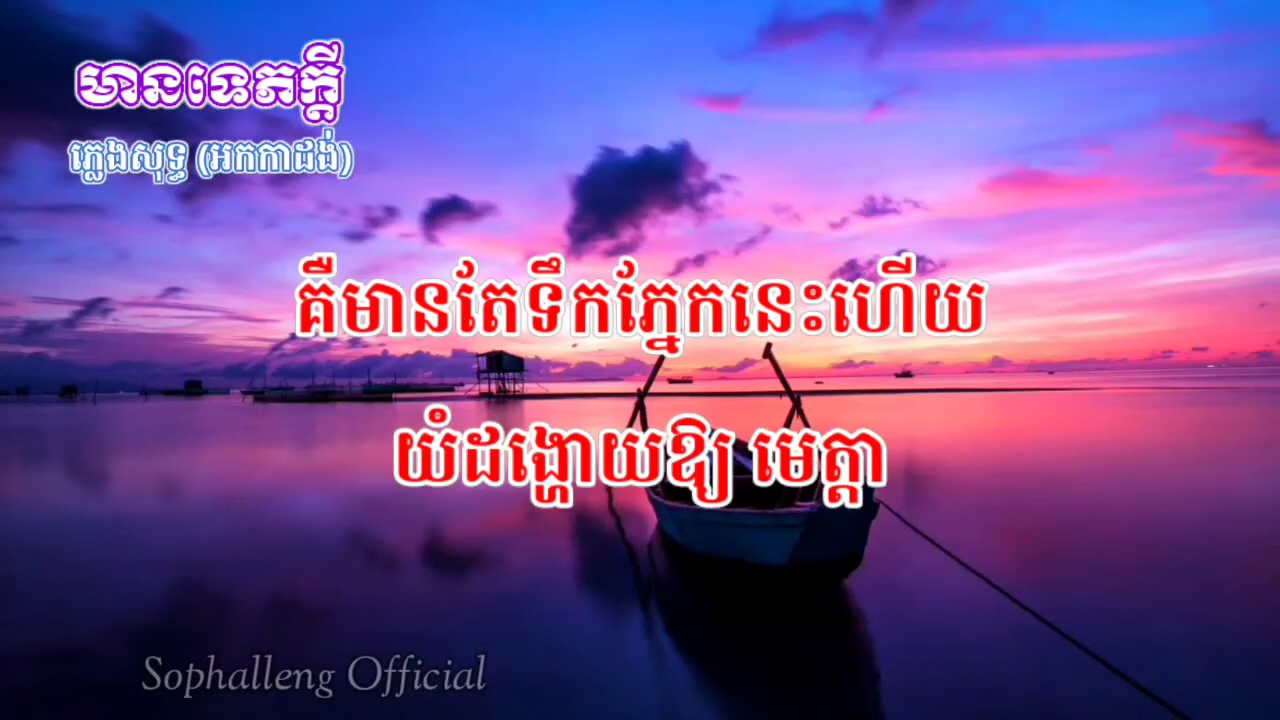 មានទេភក្ដី
ភ្លេងសុទ្ធ (អកកាដង់)
គឺមានតែទឹកភ្នែកនេះហើយ
យំដង្ហោយឱ្យ មេត្តា
Sophalleng Official